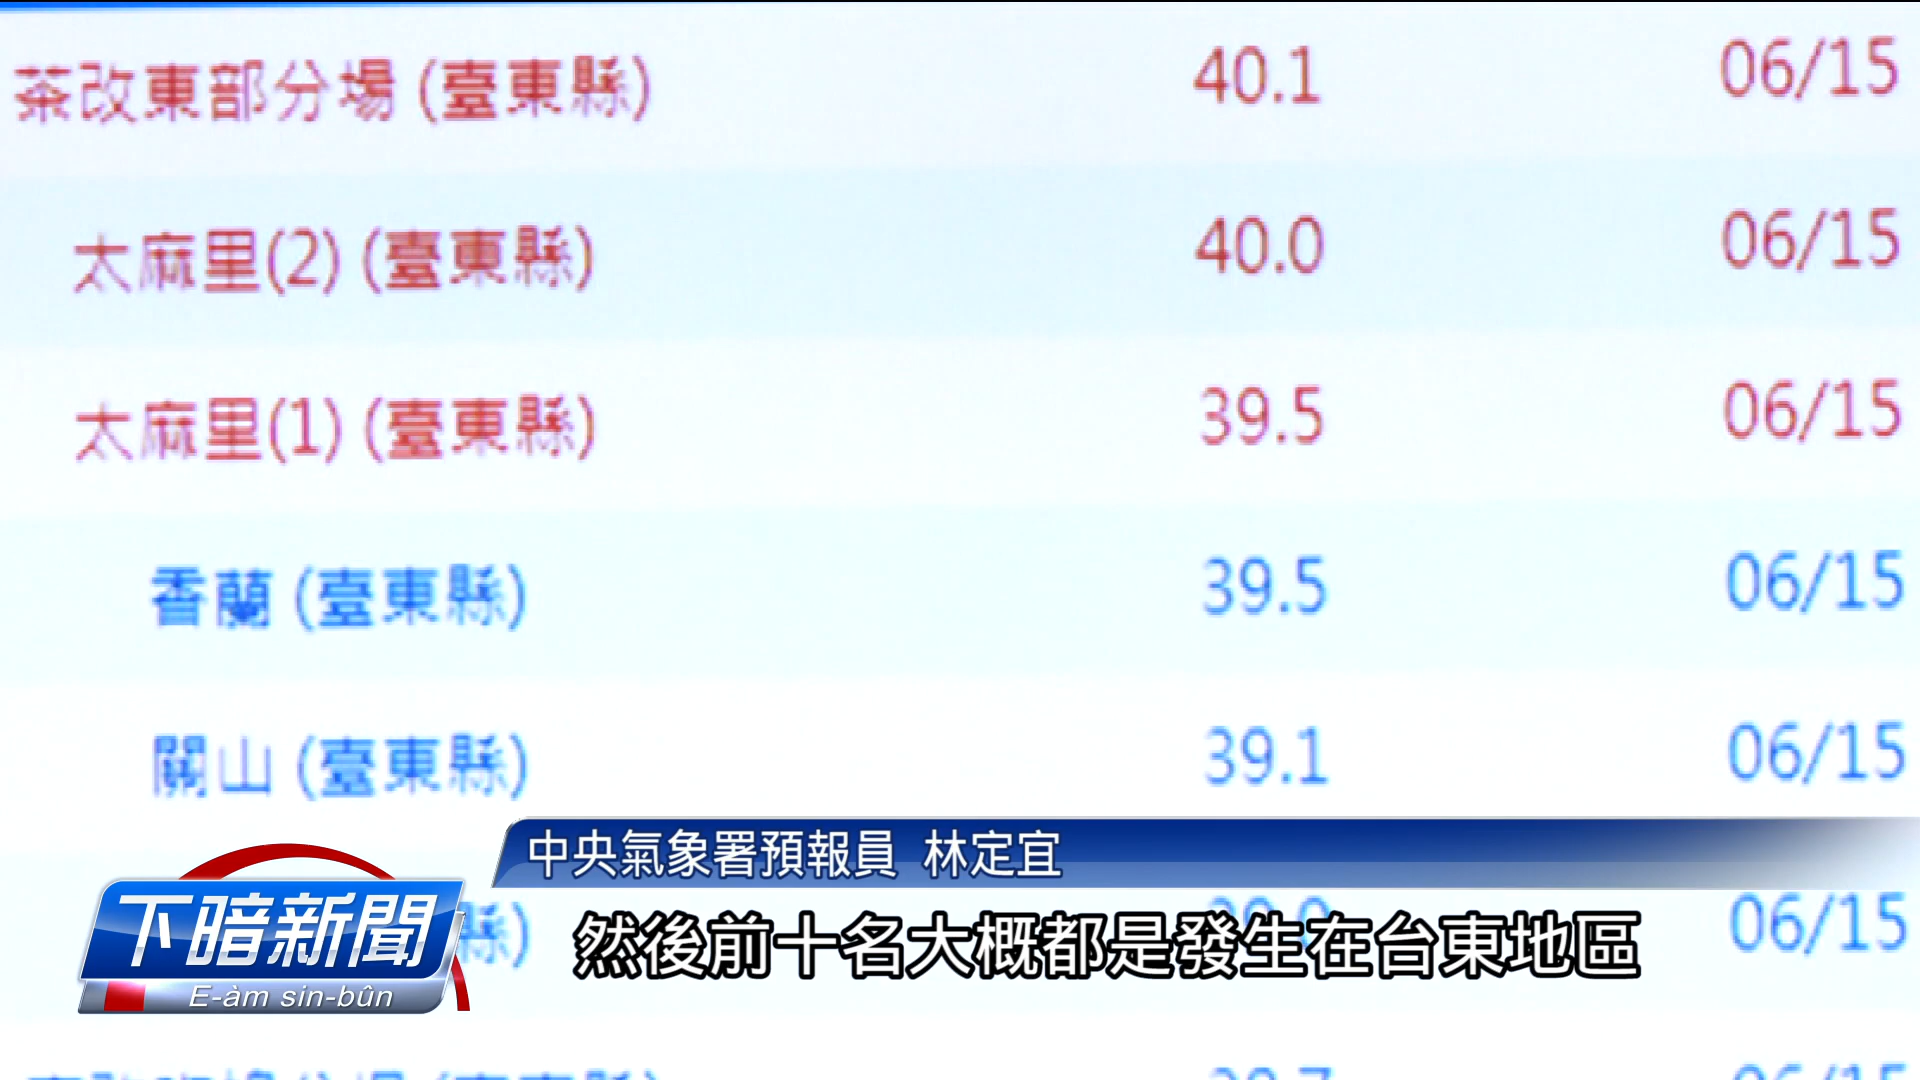 茶改東部分場 (臺東縣) 40.1 06/15
太麻里(2) (臺東縣) 40.0 06/15
太麻里(1) (臺東縣) 39.5 06/15
香蘭 (臺東縣) 39.5 06/15
關山 (臺東縣) 39.1 06/15
中央氣象署預報員 林定宜
縣) 06/15
下暗新聞
然後前十名大概都是發生在台東地區
E-àm sin-bûn